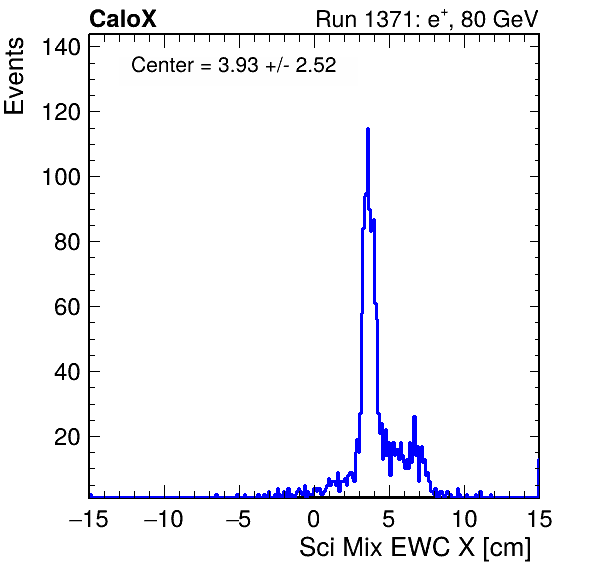 CaloX Run 1371: e⁺, 80 GeV
Center = 3.93 +/- 2.52
Events
140
120
100
80
60
40
20
−15 −10 −5 0 5 10 15
Sci Mix EWC X [cm]